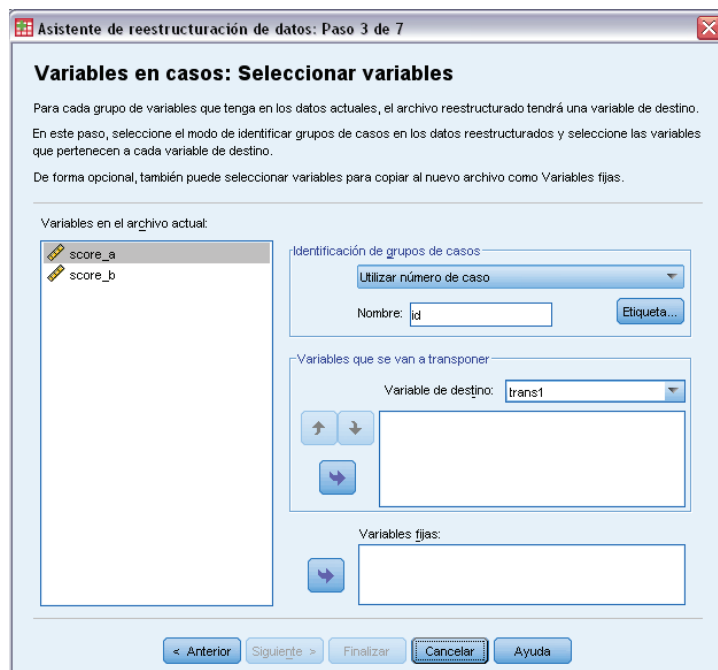 Asistente de reestructuración de datos: Paso 3 de 7
Variables en casos: Seleccionar variables
Para cada grupo de variables que tenga en los datos actuales, el archivo reestructurado tendrá una variable de destino.
En este paso, seleccione el modo de identificar grupos de casos en los datos reestructurados y seleccione las variables
que pertenecen a cada variable de destino.
De forma opcional, también puede seleccionar variables para copiar al nuevo archivo como Variables fijas.
Variables en el archivo actual:
score_a
score_b
Identificación de grupos de casos
Utilizar número de caso
Nombre: id
Etiqueta...
Variables que se van a transponer
Variable de destino: trans1
Variables fijas:
< Anterior
Siguiente >
Finalizar
Cancelar
Ayuda